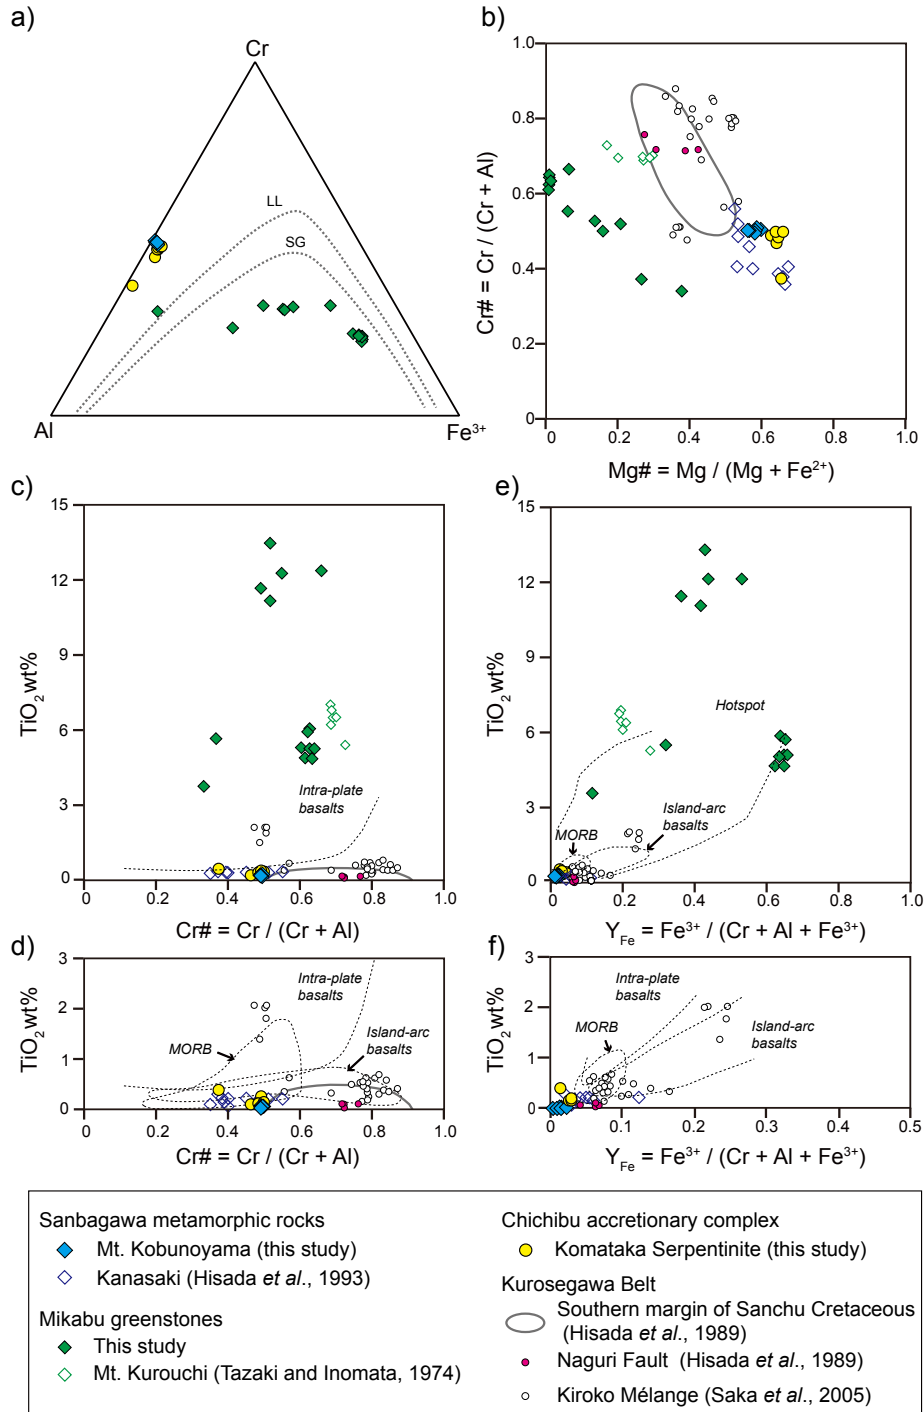 a)
Cr
LL
SG
Al
Fe³⁺
b)
1.0
0.8
0.6
0.4
0.2
0
0 0.2 0.4 0.6 0.8 1.0
Cr# = Cr / (Cr + Al)
Mg# = Mg / (Mg + Fe²⁺)
c)
15
12
9
6
3
0
0 0.2 0.4 0.6 0.8 1.0
TiO₂ wt%
Intra-plate
basalts
Cr# = Cr / (Cr + Al)
e)
15
12
9
6
3
0
0 0.2 0.4 0.6 0.8 1.0
TiO₂ wt%
Hotspot
Island-arc
basalts
MORB
Y_Fe = Fe³⁺ / (Cr + Al + Fe³⁺)
d)
3
2
1
0
0 0.2 0.4 0.6 0.8 1.0
TiO₂ wt%
Intra-plate
basalts
MORB
Island-arc
basalts
Cr# = Cr / (Cr + Al)
f)
3
2
1
0
0 0.1 0.2 0.3 0.4 0.5
TiO₂ wt%
Intra-plate
basalts
MORB
Island-arc
basalts
Y_Fe = Fe³⁺ / (Cr + Al + Fe³⁺)
Sanbagawa metamorphic rocks
Mt. Kobunoyama (this study)
Kanasaki (Hisada et al., 1993)
Mikabu greenstones
This study
Mt. Kurouchi (Tazaki and Inomata, 1974)
Chichibu accretionary complex
Komataka Serpentinite (this study)
Kurosegawa Belt
Southern margin of Sanchu Cretaceous
(Hisada et al., 1989)
Naguri Fault (Hisada et al., 1989)
Kiroko Mélange (Saka et al., 2005)